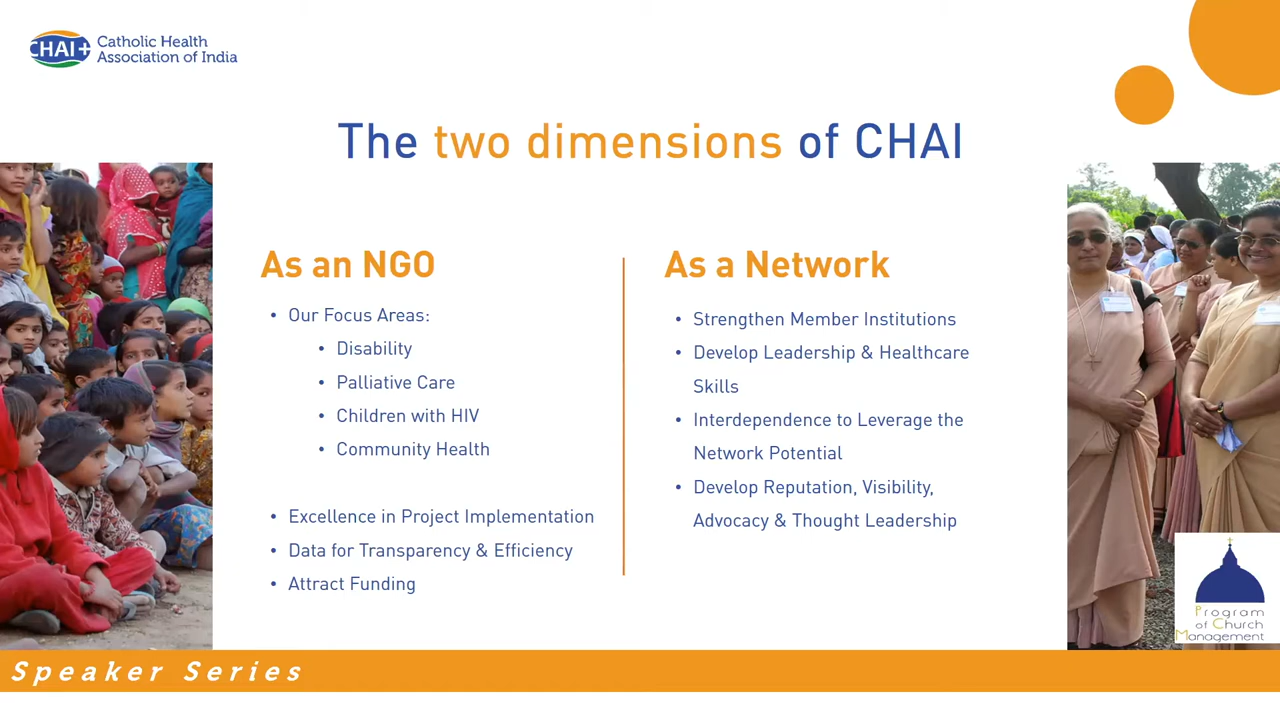 CHAI+
Catholic Health
Association of India
The two dimensions of CHAI
As an NGO
• Our Focus Areas:
• Disability
• Palliative Care
• Children with HIV
• Community Health
• Excellence in Project Implementation
• Data for Transparency & Efficiency
• Attract Funding
As a Network
• Strengthen Member Institutions
• Develop Leadership & Healthcare
Skills
• Interdependence to Leverage the
Network Potential
• Develop Reputation, Visibility,
Advocacy & Thought Leadership
Program
of Church
Management
Speaker Series